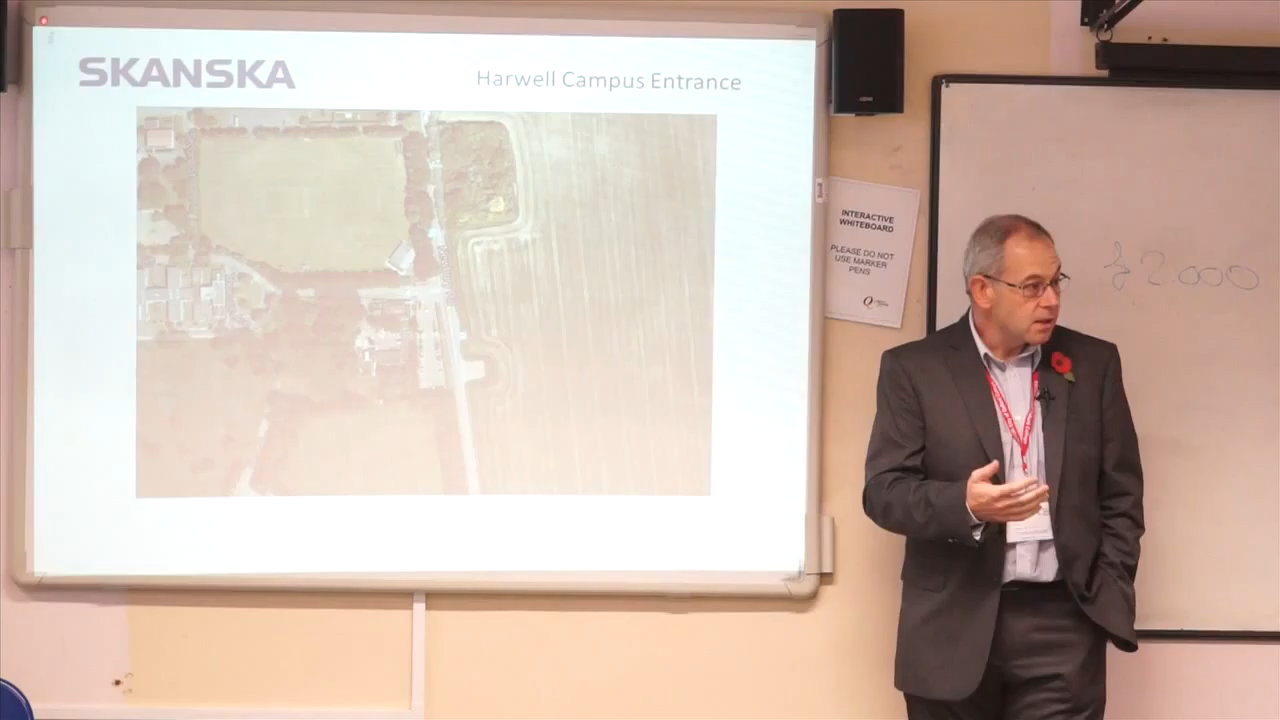 SKANSKA
Harwell Campus Entrance
INTERACTIVE
WHITEBOARD
PLEASE DO NOT
USE MARKER
PENS
£2.000